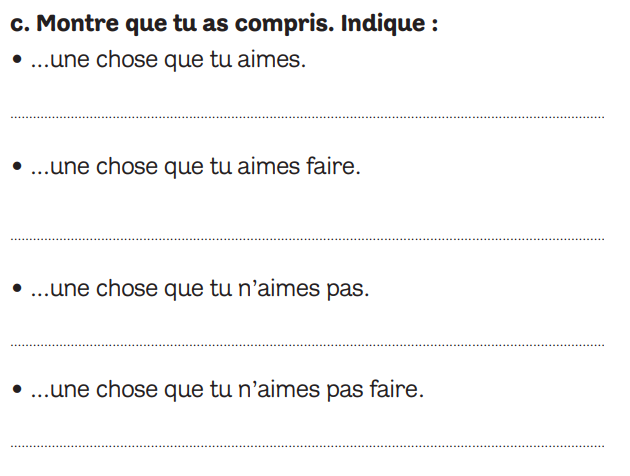 c. Montre que tu as compris. Indique :
• ...une chose que tu aimes.
• ...une chose que tu aimes faire.
• ...une chose que tu n’aimes pas.
• ...une chose que tu n’aimes pas faire.